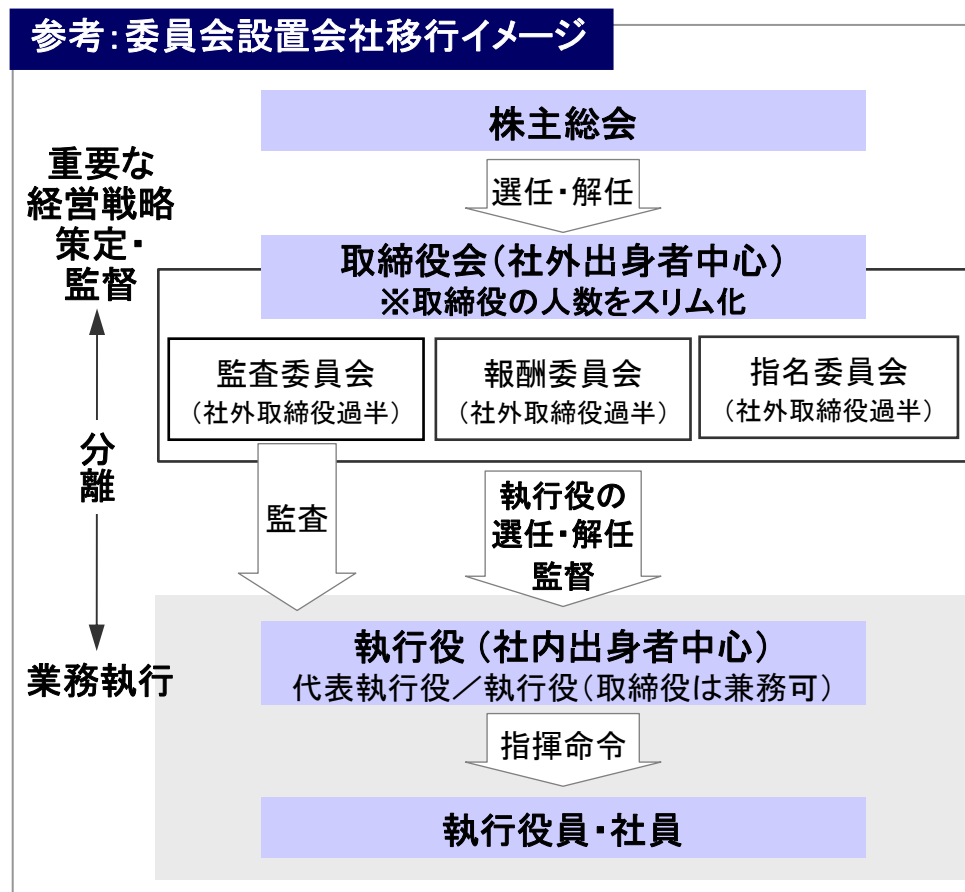 参考：委員会設置会社移行イメージ
株主総会
選任・解任
重要な
経営戦略
策定・
監督
取締役会（社外出身者中心）
※取締役の人数をスリム化
監査委員会
（社外取締役過半）
報酬委員会
（社外取締役過半）
指名委員会
（社外取締役過半）
分
離
監査
執行役の
選任・解任
監督
業務執行
執行役（社内出身者中心）
代表執行役／執行役（取締役は兼務可）
指揮命令
執行役員・社員